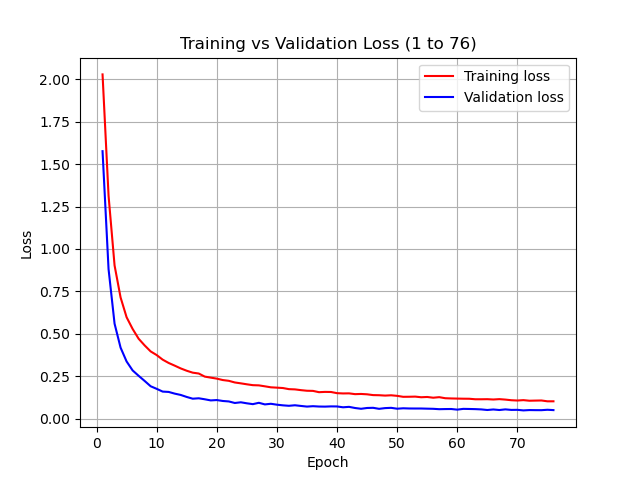 Training vs Validation Loss (1 to 76)
Training loss
Validation loss
2.00
1.75
1.50
1.25
1.00
0.75
0.50
0.25
0.00
Loss
0 10 20 30 40 50 60 70
Epoch